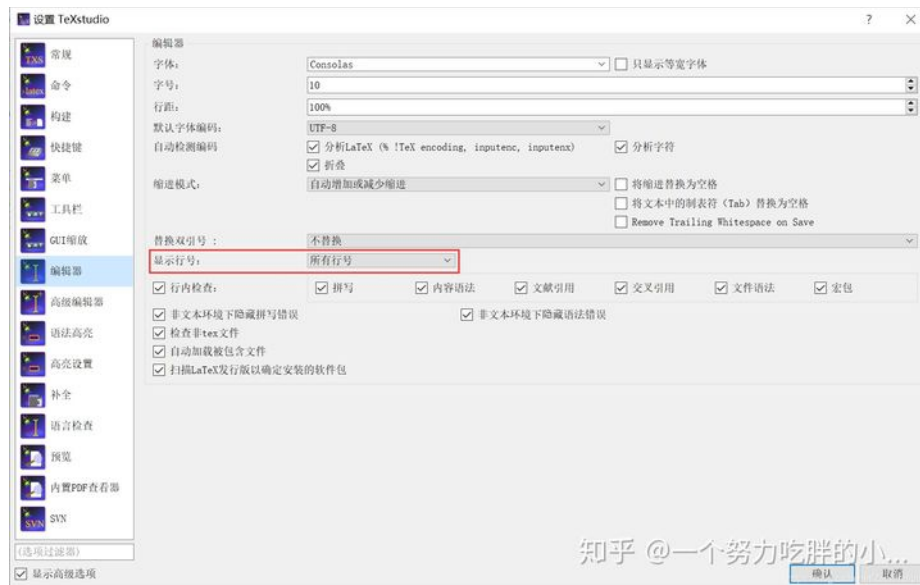 设置 TeXstudio
常规
命令
构建
快捷键
菜单
工具栏
GUI缩放
编辑器
高级编辑器
语法高亮
高亮设置
补全
语言检查
预览
内置PDF查看器
SVN
(选项过滤器)
显示高级选项
编辑器
字体: Consolas 只显示等宽字体
字号: 10
行距: 100%
默认字体编码: UTF-8
自动检测编码 分析LaTeX (% !TeX encoding, inputenc, inputenx) 分析字符
折叠
缩进模式: 自动增加或减少缩进 将缩进替换为空格
将文本中的制表符 (Tab) 替换为空格
Remove Trailing Whitespace on Save
替换双引号 : 不替换
显示行号: 所有行号
行内检查: 拼写 内容语法 文献引用 交叉引用 文件语法 宏包
非文本环境下隐藏拼写错误 非文本环境下隐藏语法错误
检查非tex文件
自动加载被包含文件
扫描LaTeX发行版以确定安装的软件包
知乎 @一个努力吃胖的小...
确认 取消